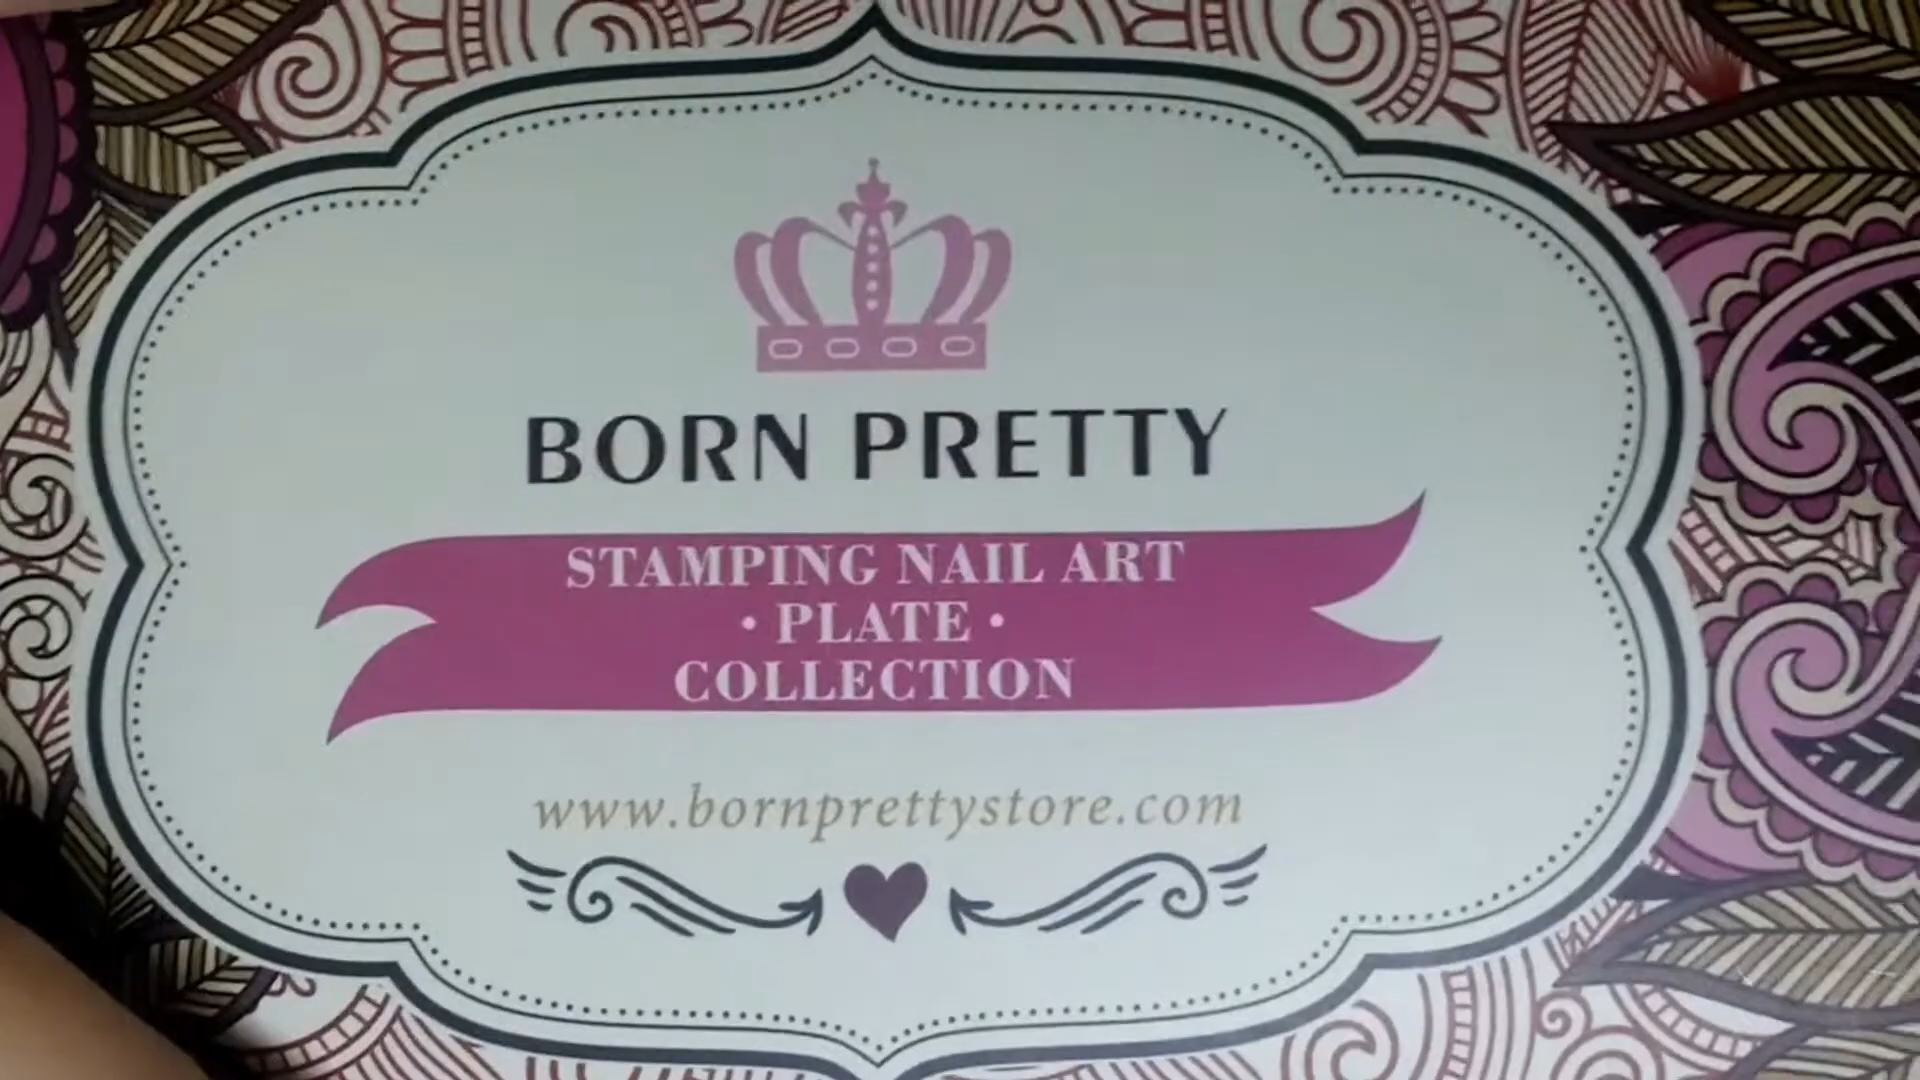 BORN PRETTY
STAMPING NAIL ART
• PLATE •
COLLECTION
www.bornprettystore.com